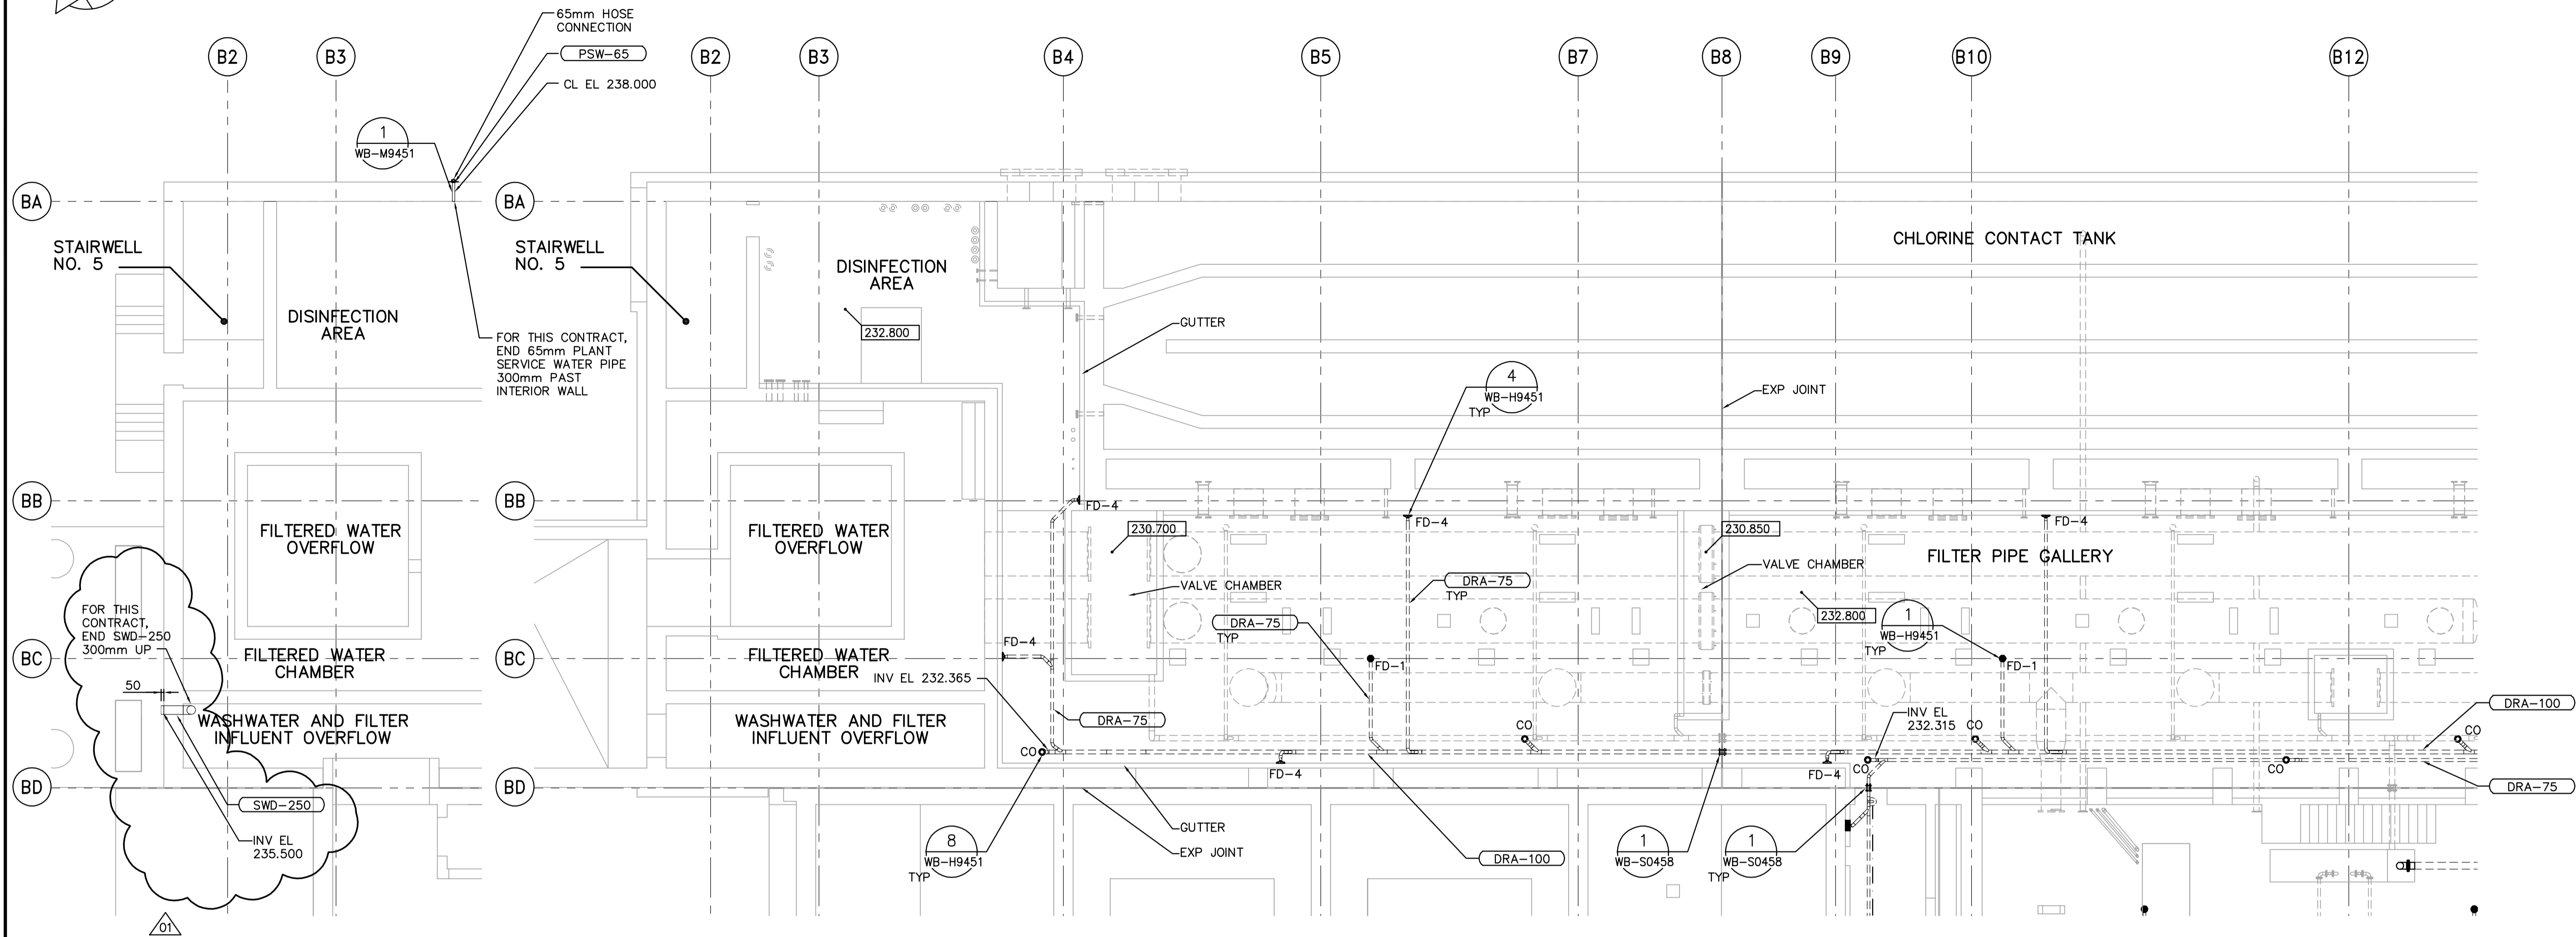 65mm HOSE
CONNECTION
PSW-65
CL EL 238.000
B2
B3
B2
B3
B4
B5
B7
B8
B9
B10
B12
1
WB-M9451
BA
BA
STAIRWELL
NO. 5
STAIRWELL
NO. 5
DISINFECTION
AREA
DISINFECTION
AREA
232.800
CHLORINE CONTACT TANK
GUTTER
FOR THIS CONTRACT,
END 65mm PLANT
SERVICE WATER PIPE
300mm PAST
INTERIOR WALL
4
WB-H9451
TYP
EXP JOINT
BB
BB
FD-4
FD-4
FD-4
FILTERED WATER
OVERFLOW
FILTERED WATER
OVERFLOW
230.700
230.850
VALVE CHAMBER
VALVE CHAMBER
FILTER PIPE GALLERY
DRA-75
TYP
DRA-75
TYP
232.800
1
WB-H9451
TYP
FOR THIS
CONTRACT,
END SWD-250
300mm UP
BC
BC
FILTERED WATER
CHAMBER
FILTERED WATER
CHAMBER
FD-4
FD-1
FD-1
INV EL 232.365
50
WASHWATER AND FILTER
INFLUENT OVERFLOW
WASHWATER AND FILTER
INFLUENT OVERFLOW
DRA-75
CO
CO
INV EL
232.315
CO
CO
DRA-100
BD
BD
FD-4
FD-4
CO
CO
DRA-75
SWD-250
INV EL
235.500
GUTTER
EXP JOINT
8
WB-H9451
TYP
DRA-100
1
WB-S0458
1
WB-S0458
TYP
01